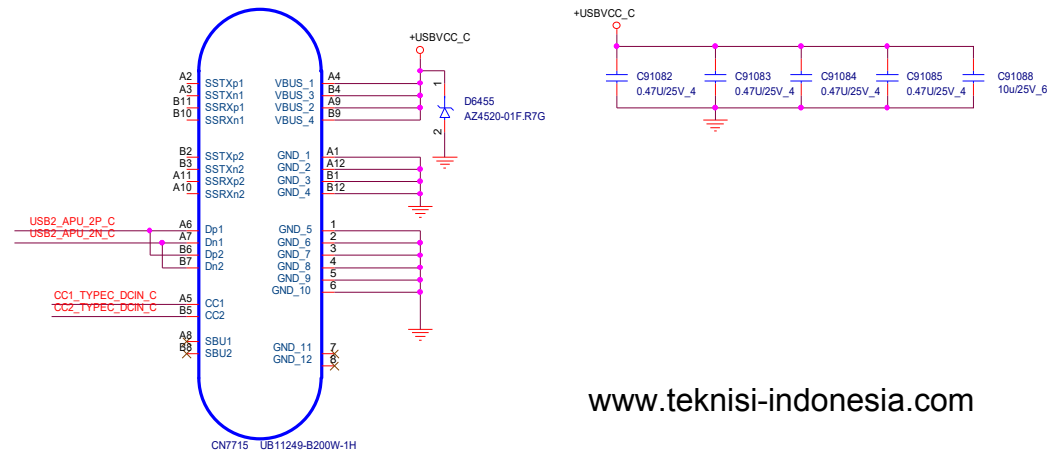 +USBVCC_C
+USBVCC_C
A2 SSTXp1 VBUS_1 A4
A3 SSTXn1 VBUS_3 B4
B11 SSRXp1 VBUS_2 A9
B10 SSRXn1 VBUS_4 B9
1
D6455
AZ4520-01F.R7G
2
C91082
0.47U/25V_4
C91083
0.47U/25V_4
C91084
0.47U/25V_4
C91085
0.47U/25V_4
C91088
10u/25V_6
B2 SSTXp2 GND_1 A1
B3 SSTXn2 GND_2 A12
A11 SSRXp2 GND_3 B1
A10 SSRXn2 GND_4 B12
USB2_APU_2P_C A6 Dp1 GND_5 1
USB2_APU_2N_C A7 Dn1 GND_6 2
B6 Dp2 GND_7 3
B7 Dn2 GND_8 4
GND_9 5
GND_10 6
CC1_TYPEC_DCIN_C A5 CC1
CC2_TYPEC_DCIN_C B5 CC2
A8 SBU1 GND_11 7
B8 SBU2 GND_12 8
www.teknisi-indonesia.com
CN7715 UB11249-B200W-1H